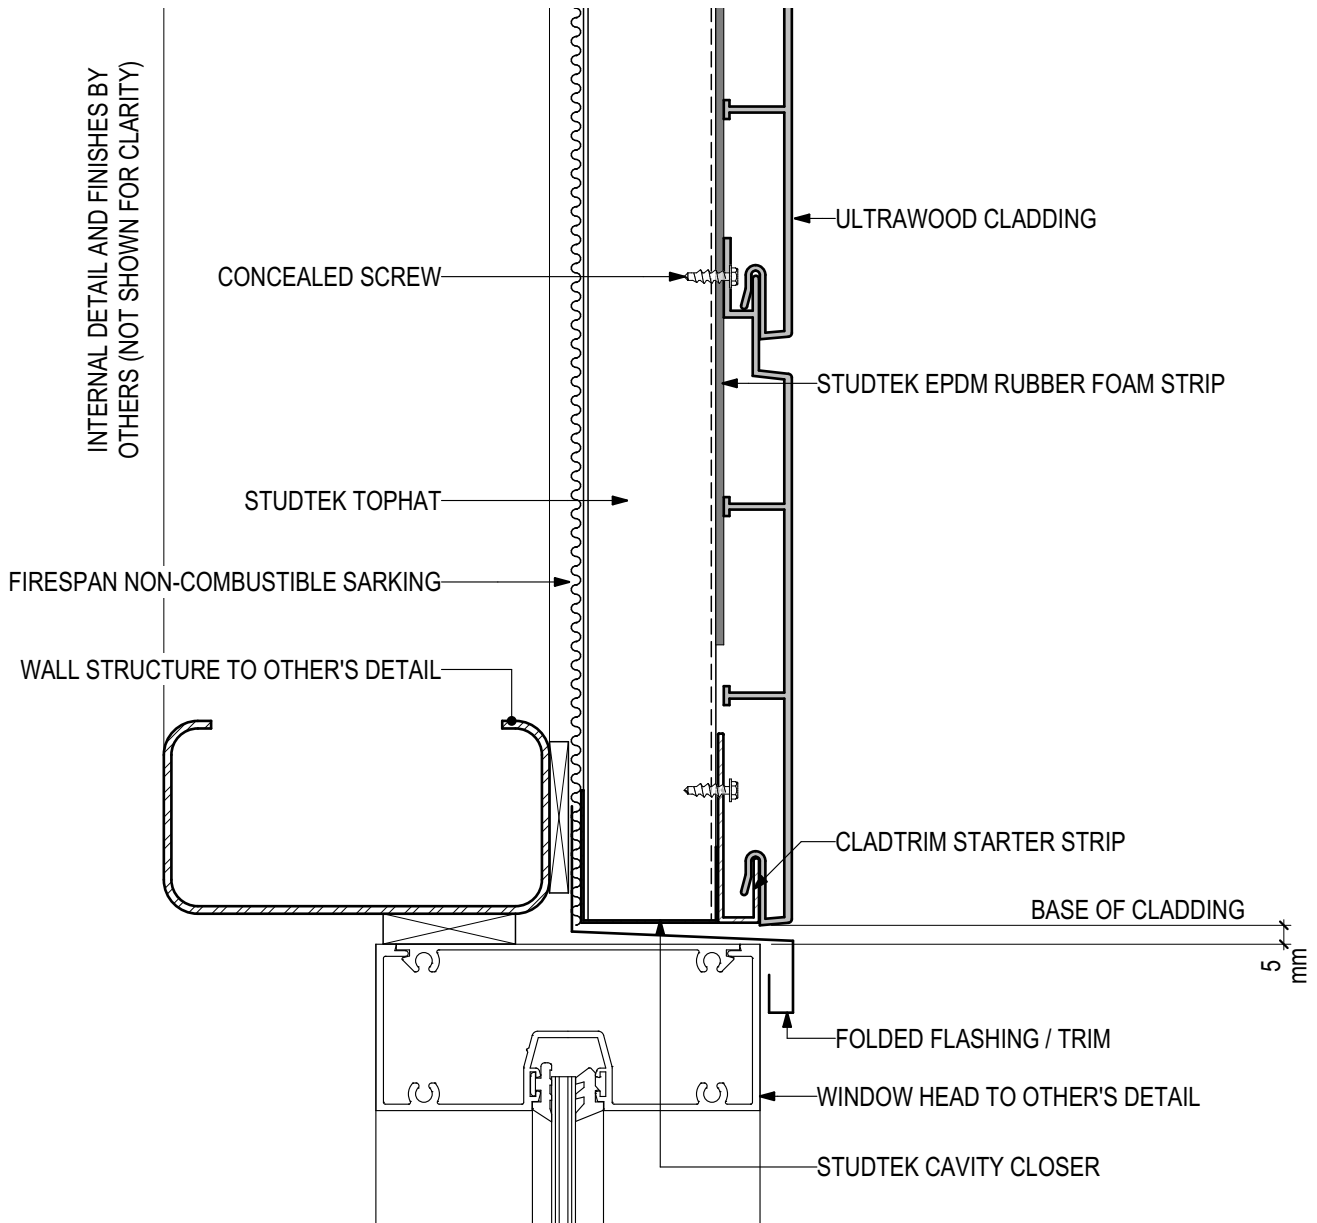 INTERNAL DETAIL AND FINISHES BY
OTHERS (NOT SHOWN FOR CLARITY)
ULTRAWOOD CLADDING
CONCEALED SCREW
STUDTEK EPDM RUBBER FOAM STRIP
STUDTEK TOPHAT
FIRESPAN NON-COMBUSTIBLE SARKING
WALL STRUCTURE TO OTHER'S DETAIL
CLADTRIM STARTER STRIP
BASE OF CLADDING
5
mm
FOLDED FLASHING / TRIM
WINDOW HEAD TO OTHER'S DETAIL
STUDTEK CAVITY CLOSER